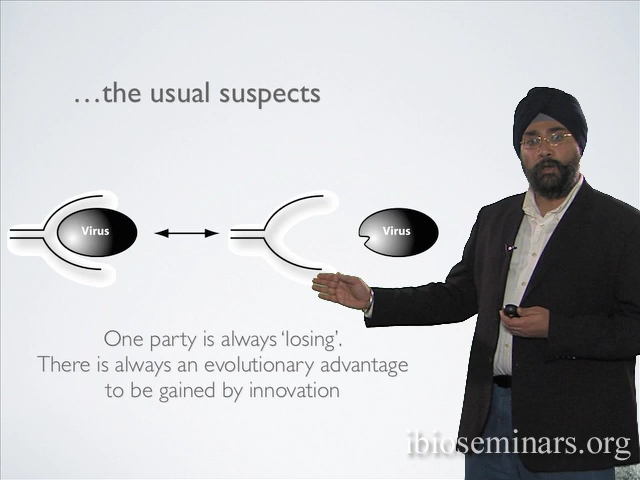 …the usual suspects
Virus
Virus
One party is always ‘losing’.
There is always an evolutionary advantage
to be gained by innovation
ibioseminars.org